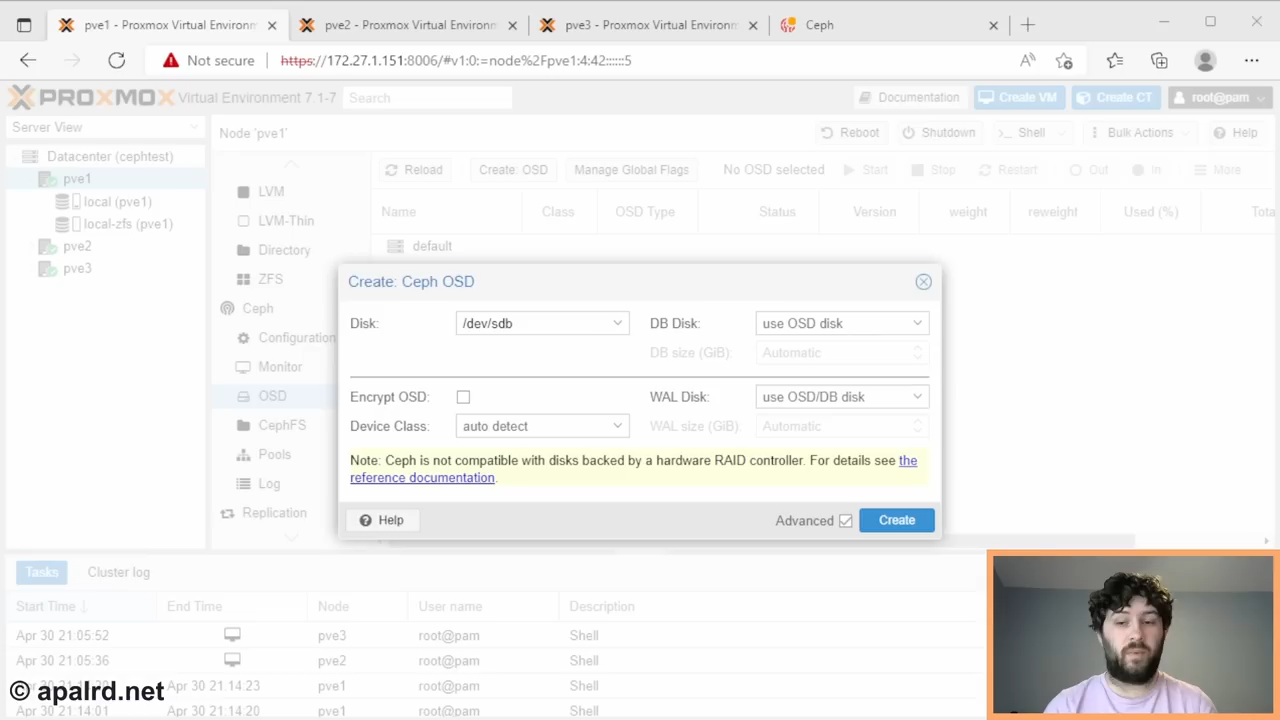 pve1 - Proxmox Virtual Environm
pve2 - Proxmox Virtual Environm
pve3 - Proxmox Virtual Environm
Ceph
Not secure
https://172.27.1.151:8006/#v1:0:=node%2Fpve1:4:42::::::5
PROXMOX Virtual Environment 7.1-7
Search
Documentation
Create VM
Create CT
root@pam
Server View
Datacenter (cephtest)
pve1
local (pve1)
local-zfs (pve1)
pve2
pve3
Node 'pve1'
Reboot
Shutdown
Shell
Bulk Actions
Help
LVM
LVM-Thin
Directory
ZFS
Ceph
Configuration
Monitor
OSD
CephFS
Pools
Log
Replication
Reload
Create: OSD
Manage Global Flags
No OSD selected
Start
Stop
Restart
Out
In
More
Name
Class
OSD Type
Status
Version
weight
reweight
Used (%)
Tota
default
Create: Ceph OSD
Disk: /dev/sdb
DB Disk: use OSD disk
DB size (GiB): Automatic
Encrypt OSD:
WAL Disk: use OSD/DB disk
Device Class: auto detect
WAL size (GiB): Automatic
Note: Ceph is not compatible with disks backed by a hardware RAID controller. For details see the
reference documentation.
Help
Advanced
Create
Tasks
Cluster log
Start Time
End Time
Node
User name
Description
Apr 30 21:05:52 pve3 root@pam Shell
Apr 30 21:05:36 pve2 root@pam Shell
Apr 30 21:14:23 pve1 root@pam Shell
Apr 30 21:14:01 Apr 30 21:14:20 pve1 root@pam Shell
© apalrd.net